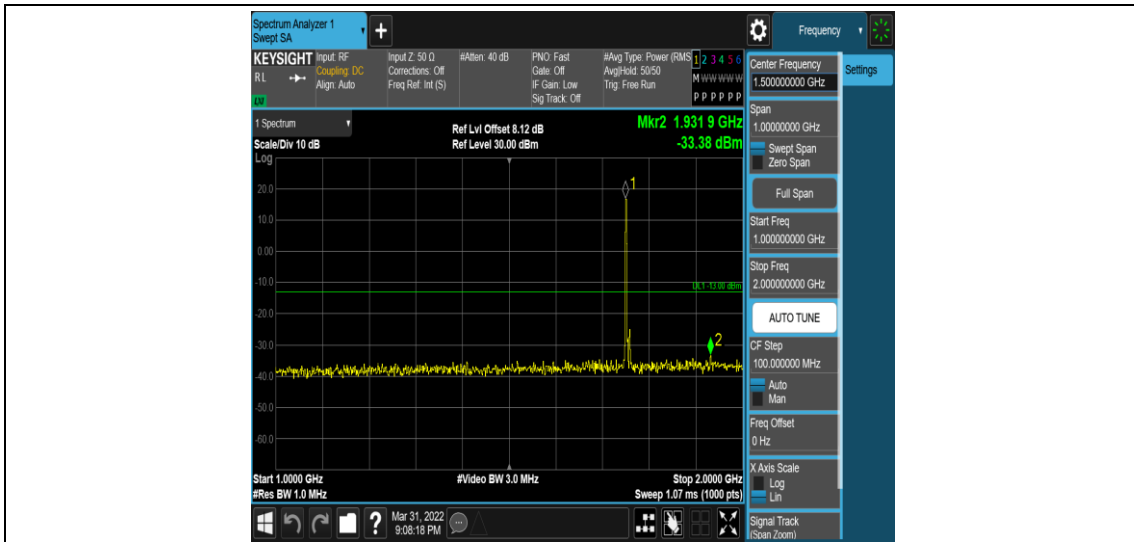 Spectrum Analyzer 1
Swept SA
+
Frequency
KEYSIGHT
RL
LXI
Input: RF
Coupling: DC
Align: Auto
Input Z: 50 Ω
Corrections: Off
Freq Ref: Int (S)
#Atten: 40 dB
PNO: Fast
Gate: Off
IF Gain: Low
Sig Track: Off
#Avg Type: Power (RMS
Avg|Hold: 50/50
Trig: Free Run
1 2 3 4 5 6
M W W W W W
P P P P P P
1 Spectrum
Scale/Div 10 dB
Log
Ref Lvl Offset 8.12 dB
Ref Level 30.00 dBm
Mkr2 1.931 9 GHz
-33.38 dBm
1
20.0
10.0
0.00
-10.0
DL1 -13.00 dBm
-20.0
-30.0
2
-40.0
-50.0
-60.0
Start 1.0000 GHz
#Res BW 1.0 MHz
#Video BW 3.0 MHz
Stop 2.0000 GHz
Sweep 1.07 ms (1000 pts)
Center Frequency
1.500000000 GHz
Settings
Span
1.00000000 GHz
Swept Span
Zero Span
Full Span
Start Freq
1.000000000 GHz
Stop Freq
2.000000000 GHz
AUTO TUNE
CF Step
100.000000 MHz
Auto
Man
Freq Offset
0 Hz
X Axis Scale
Log
Lin
Signal Track
(Span Zoom)
?
Mar 31, 2022
9:08:18 PM